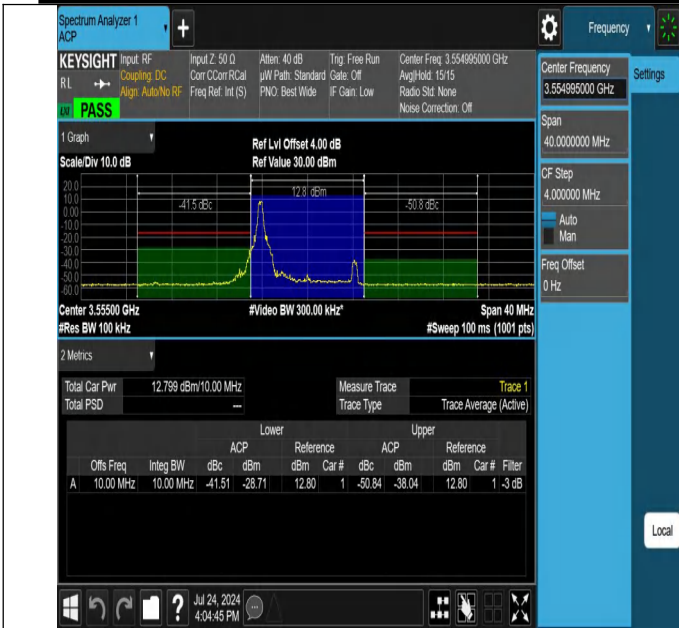 Spectrum Analyzer 1
ACP
+
Frequency
KEYSIGHT
RL
PASS
Input: RF
Coupling: DC
Align: Auto/No RF
Input Z: 50 Ω
Corr CCorr RCal
Freq Ref: Int (S)
Atten: 40 dB
µW Path: Standard
PNO: Best Wide
Trig: Free Run
Gate: Off
IF Gain: Low
Center Freq: 3.554995000 GHz
Avg|Hold: 15/15
Radio Std: None
Noise Correction: Off
Center Frequency
3.554995000 GHz
Settings
Span
40.0000000 MHz
CF Step
4.000000 MHz
Auto
Man
Freq Offset
0 Hz
1 Graph
Scale/Div 10.0 dB
Ref Lvl Offset 4.00 dB
Ref Value 30.00 dBm
20.0
10.0
0.00
-10.0
-20.0
-30.0
-40.0
-50.0
-60.0
-41.5 dBc
12.8 dBm
-50.8 dBc
Center 3.55500 GHz
#Video BW 300.00 kHz*
Span 40 MHz
#Res BW 100 kHz
#Sweep 100 ms (1001 pts)
2 Metrics
Total Car Pwr 12.799 dBm/10.00 MHz
Total PSD ---
Measure Trace Trace 1
Trace Type Trace Average (Active)
Lower Upper
ACP Reference ACP Reference
Offs Freq Integ BW dBc dBm dBm Car # dBc dBm dBm Car # Filter
A 10.00 MHz 10.00 MHz -41.51 -28.71 12.80 1 -50.84 -38.04 12.80 1 -3 dB
Local
?
Jul 24, 2024
4:04:45 PM